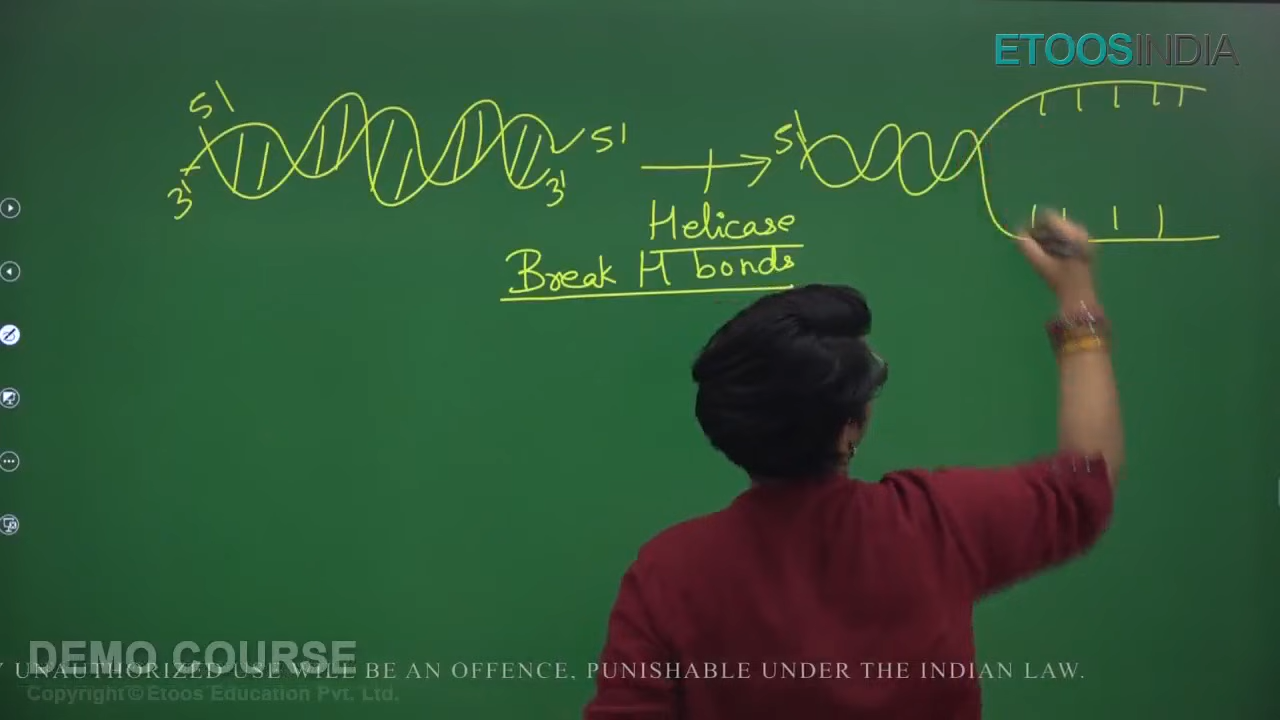 ETOOSINDIA
5'
5'
3'
3'
5'
Helicase
Break H bonds
DEMO COURSE
Y UNAUTHORIZED USE WILL BE AN OFFENCE, PUNISHABLE UNDER THE INDIAN LAW.
Copyright © Etoos Education Pvt. Ltd.